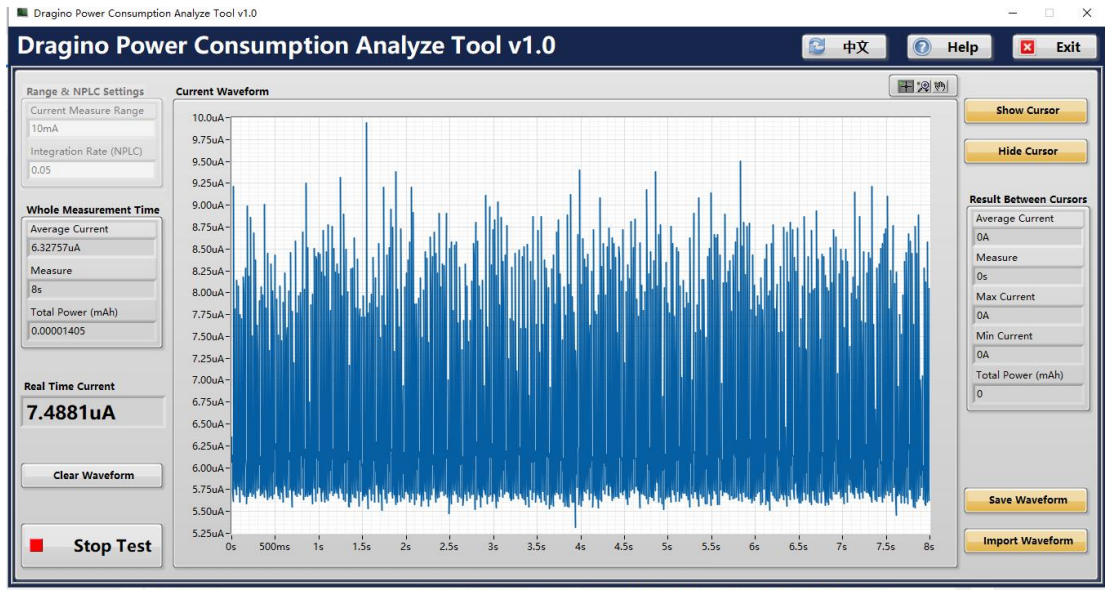 Dragino Power Consumption Analyze Tool v1.0
Dragino Power Consumption Analyze Tool v1.0
中文
Help
Exit
Range & NPLC Settings
Current Measure Range
10mA
Integration Rate (NPLC)
0.05
Whole Measurement Time
Average Current
6.32757uA
Measure
8s
Total Power (mAh)
0.00001405
Real Time Current
7.4881uA
Clear Waveform
Stop Test
Current Waveform
10.0uA
9.75uA
9.50uA
9.25uA
9.00uA
8.75uA
8.50uA
8.25uA
8.00uA
7.75uA
7.50uA
7.25uA
7.00uA
6.75uA
6.50uA
6.25uA
6.00uA
5.75uA
5.50uA
5.25uA
0s 500ms 1s 1.5s 2s 2.5s 3s 3.5s 4s 4.5s 5s 5.5s 6s 6.5s 7s 7.5s 8s
Show Cursor
Hide Cursor
Result Between Cursors
Average Current
0A
Measure
0s
Max Current
0A
Min Current
0A
Total Power (mAh)
0
Save Waveform
Import Waveform